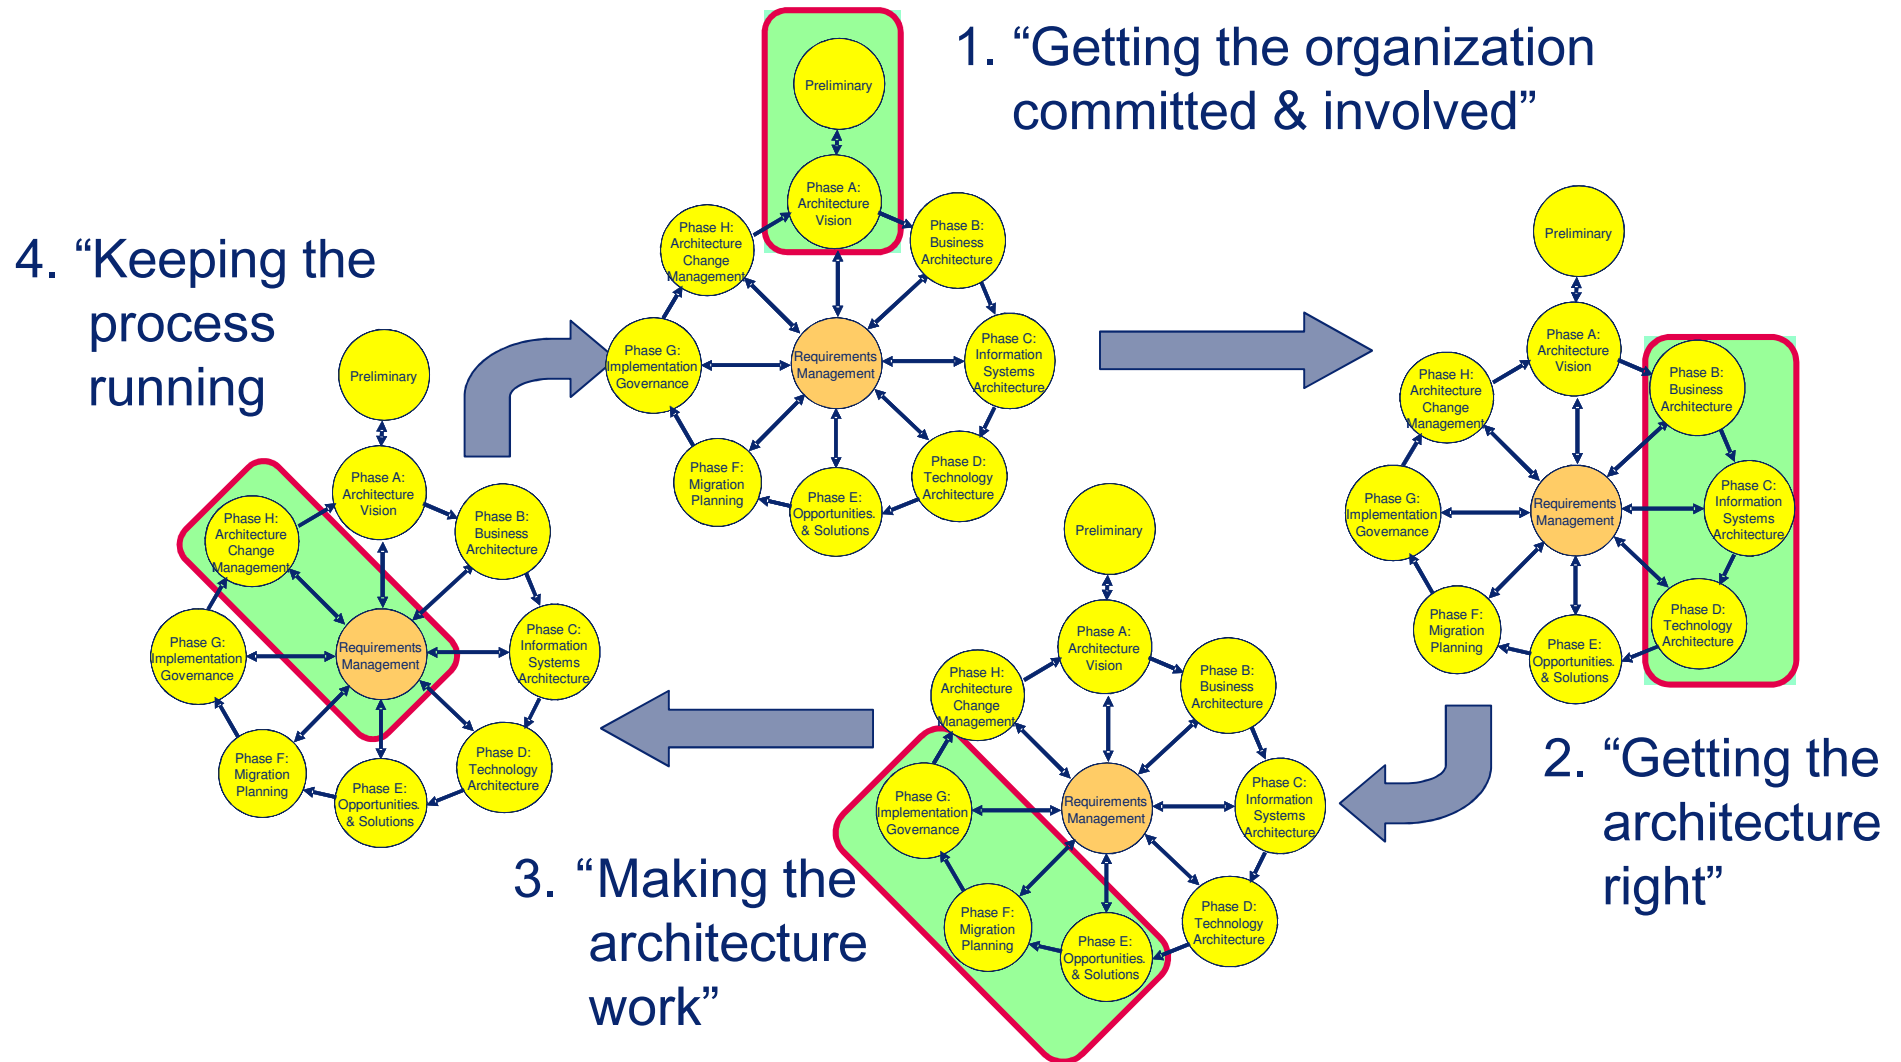 1. “Getting the organization
committed & involved”
Preliminary
Phase A:
Architecture
Vision
Phase B:
Business
Architecture
Phase C:
Information
Systems
Architecture
Phase D:
Technology
Architecture
Phase E:
Opportunities.
& Solutions
Phase F:
Migration
Planning
Phase G:
Implementation
Governance
Phase H:
Architecture
Change
Management
Requirements
Management
2. “Getting the
architecture
right”
Preliminary
Phase A:
Architecture
Vision
Phase B:
Business
Architecture
Phase C:
Information
Systems
Architecture
Phase D:
Technology
Architecture
Phase E:
Opportunities.
& Solutions
Phase F:
Migration
Planning
Phase G:
Implementation
Governance
Phase H:
Architecture
Change
Management
Requirements
Management
3. “Making the
architecture
work”
Preliminary
Phase A:
Architecture
Vision
Phase B:
Business
Architecture
Phase C:
Information
Systems
Architecture
Phase D:
Technology
Architecture
Phase E:
Opportunities.
& Solutions
Phase F:
Migration
Planning
Phase G:
Implementation
Governance
Phase H:
Architecture
Change
Management
Requirements
Management
4. “Keeping the
process
running
Preliminary
Phase A:
Architecture
Vision
Phase B:
Business
Architecture
Phase C:
Information
Systems
Architecture
Phase D:
Technology
Architecture
Phase E:
Opportunities.
& Solutions
Phase F:
Migration
Planning
Phase G:
Implementation
Governance
Phase H:
Architecture
Change
Management
Requirements
Management